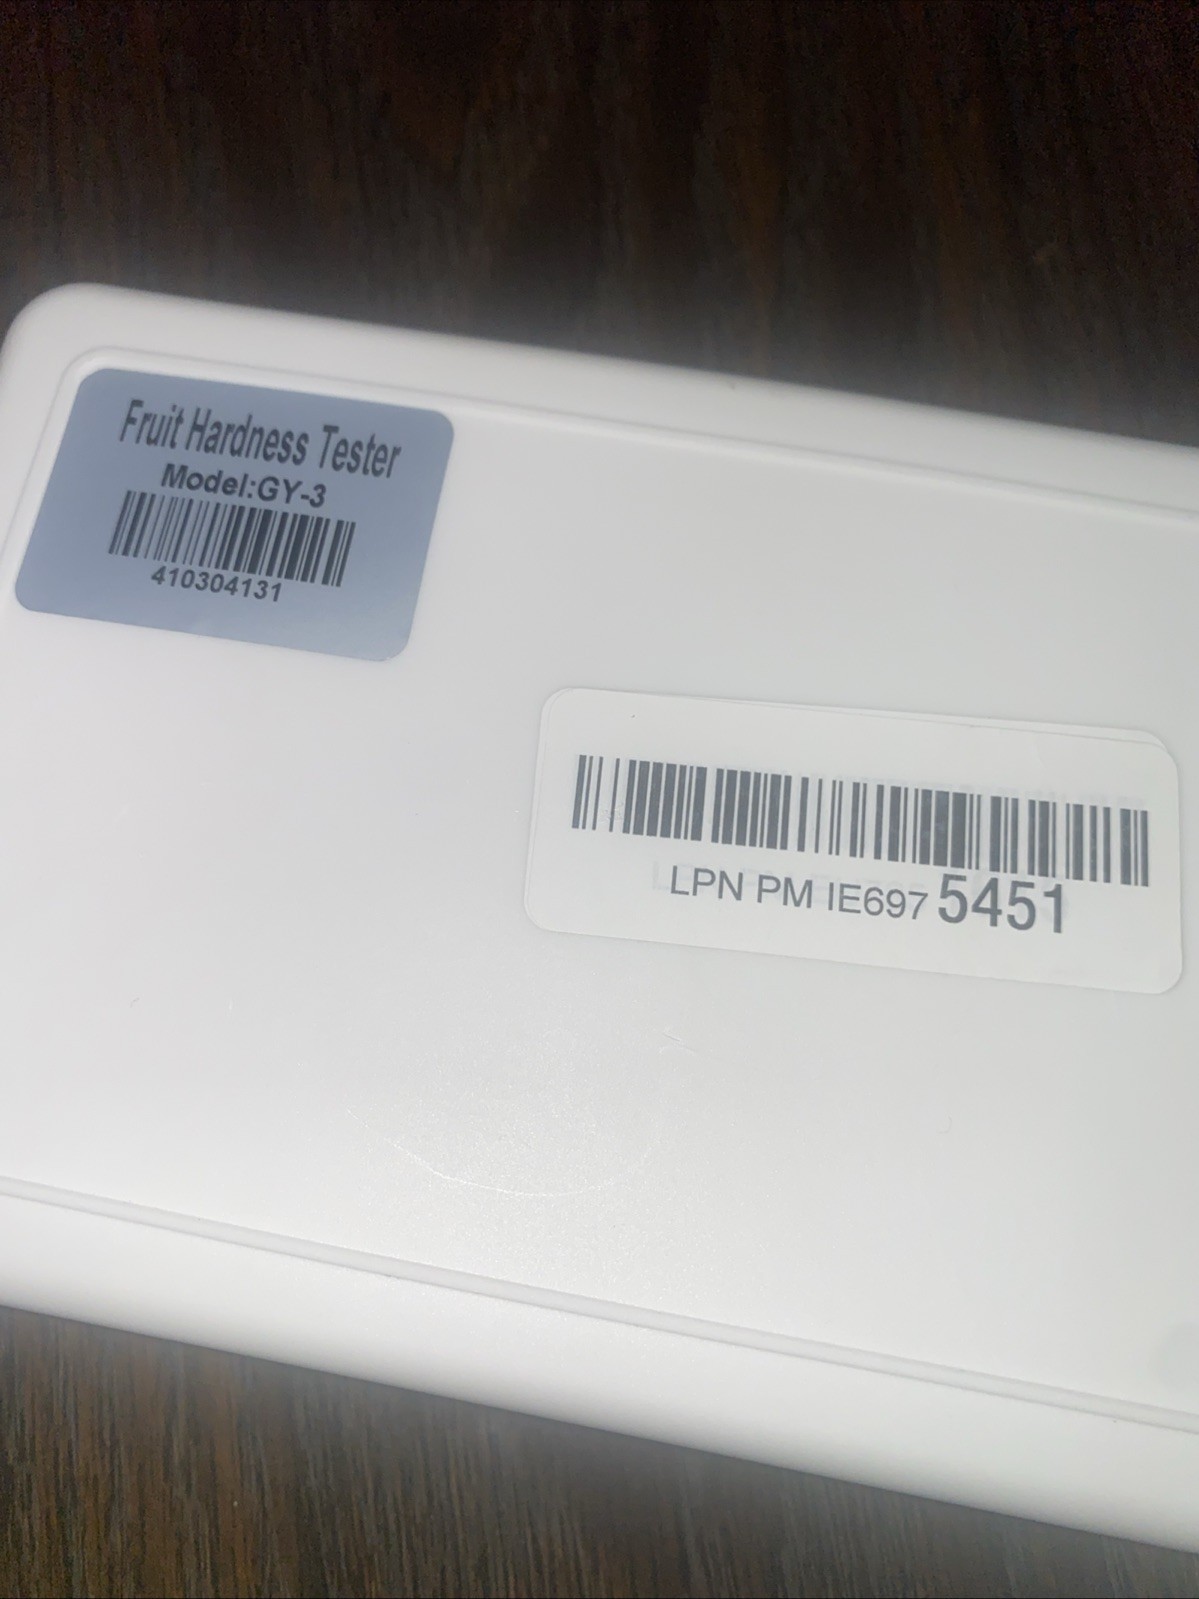 Fruit Hardness Tester
Model:GY-3
410304131
LPN PM IE697 5451